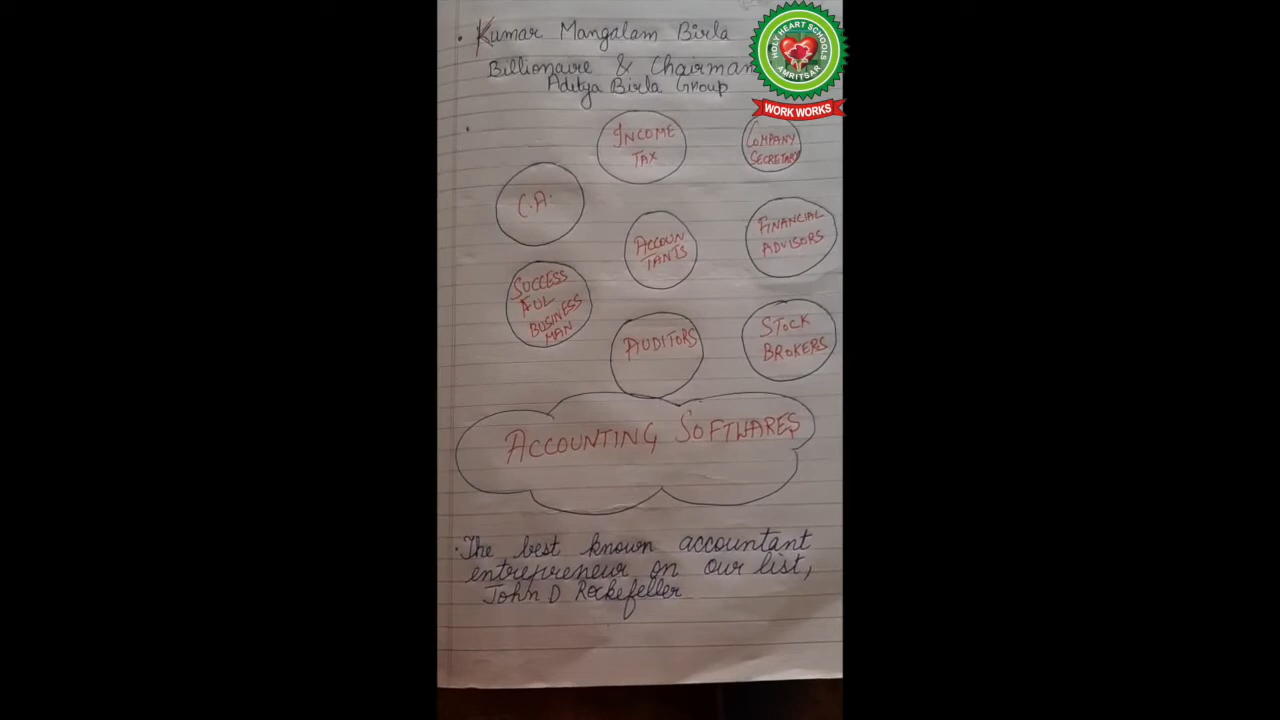 . Kumar Mangalam Birla
Billionaire & Chairman
Aditya Birla Group
HOLY HEART SCHOOLS
AMRITSAR
WORK WORKS
INCOME
TAX
COMPANY
SECRETARY
C.A.
ACCOUN
TANTS
FINANCIAL
ADVISORS
SUCCESS
FUL
BUSINESS
MAN
AUDITORS
STOCK
BROKERS
ACCOUNTING SOFTWARES
. The best known accountant
entrepreneur on our list,
John D Rockefeller